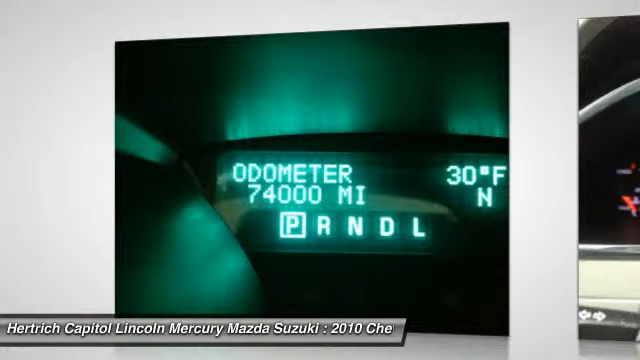 ODOMETER 30°F
74000 MI N
P R N D L
Hertrich Capitol Lincoln Mercury Mazda Suzuki : 2010 Che